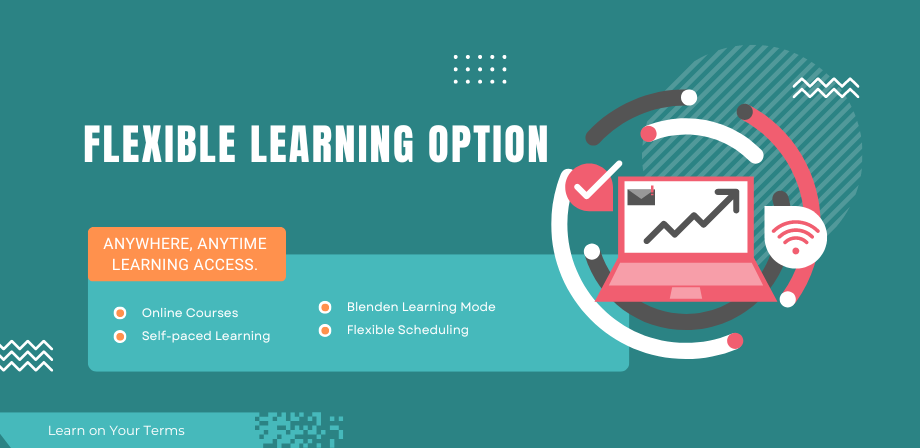 FLEXIBLE LEARNING OPTION
ANYWHERE, ANYTIME
LEARNING ACCESS.
Online Courses
Self-paced Learning
Blenden Learning Mode
Flexible Scheduling
Learn on Your Terms